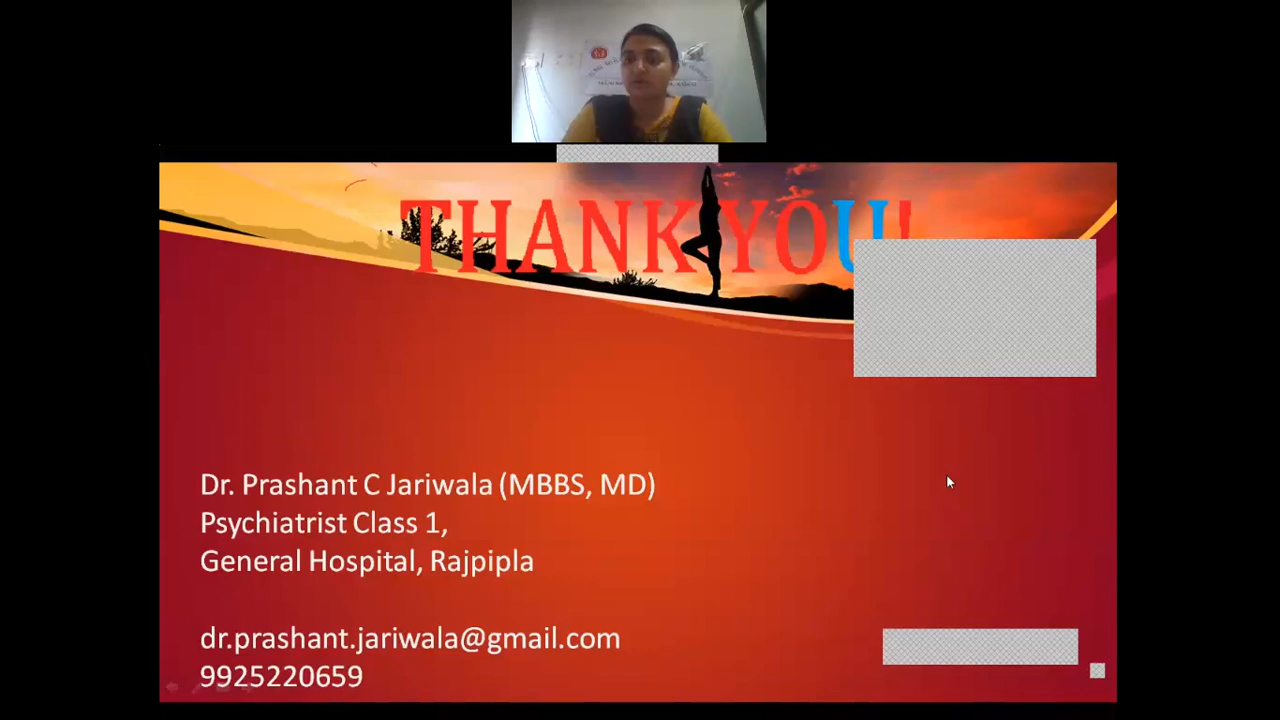 THANK YOU!
Dr. Prashant C Jariwala (MBBS, MD)
Psychiatrist Class 1,
General Hospital, Rajpipla
dr.prashant.jariwala@gmail.com
9925220659